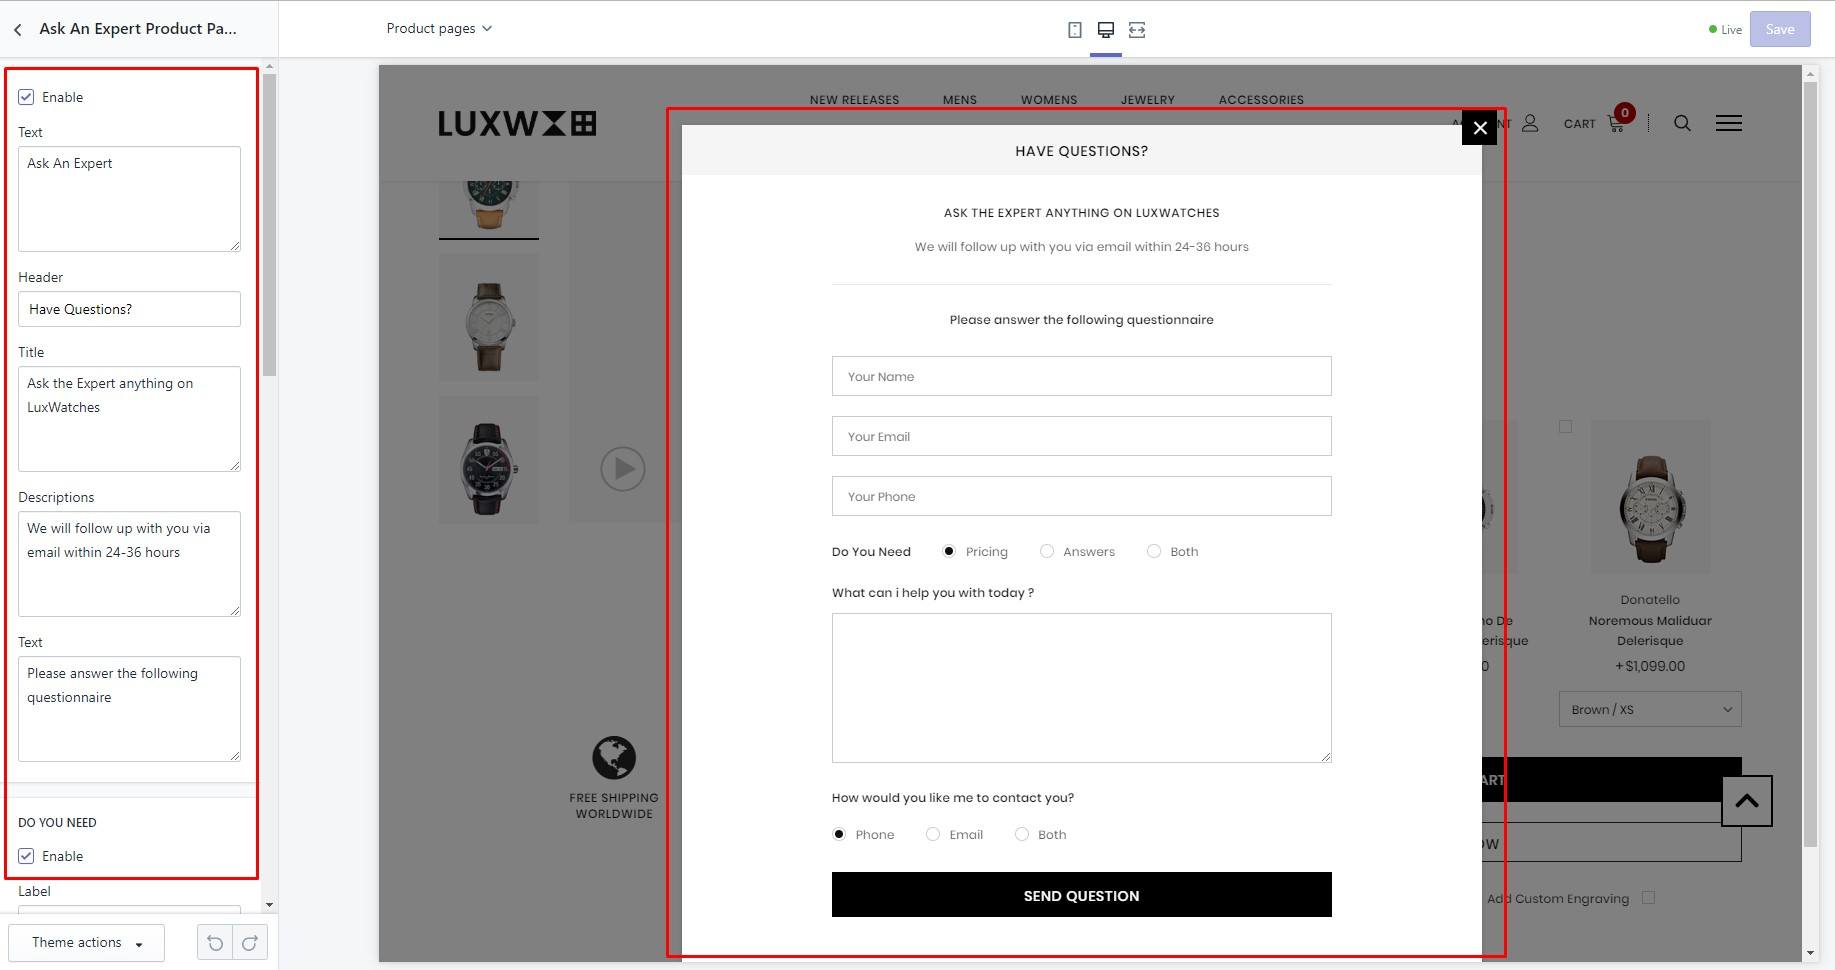 Ask An Expert Product Pa...
Product pages
Live
Save
Enable
Text
Ask An Expert
Header
Have Questions?
Title
Ask the Expert anything on
LuxWatches
Descriptions
We will follow up with you via
email within 24-36 hours
Text
Please answer the following
questionnaire
DO YOU NEED
Enable
Label
Theme actions
NEW RELEASES MENS WOMENS JEWELRY ACCESSORIES
LUXW
CART 0
HAVE QUESTIONS?
ASK THE EXPERT ANYTHING ON LUXWATCHES
We will follow up with you via email within 24-36 hours
Please answer the following questionnaire
Your Name
Your Email
Your Phone
Do You Need Pricing Answers Both
What can i help you with today ?
How would you like me to contact you?
Phone Email Both
SEND QUESTION
FREE SHIPPING
WORLDWIDE
Donatello
Noremous Maliduar
Delerisque
+$1,099.00
Brown / XS
Add Custom Engraving